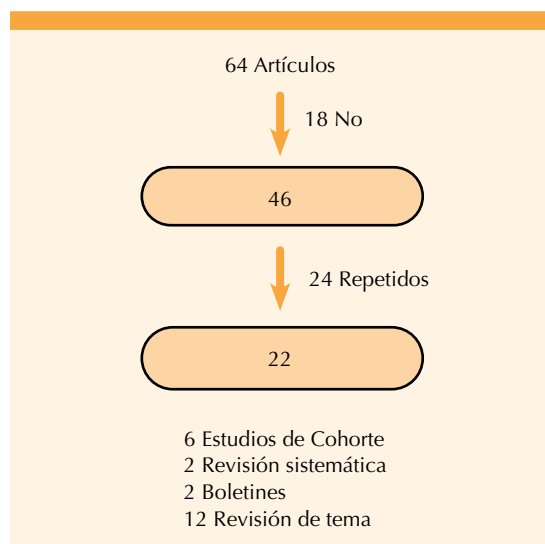 64 Artículos
18 No
46
24 Repetidos
22
6 Estudios de Cohorte
2 Revisión sistemática
2 Boletines
12 Revisión de tema